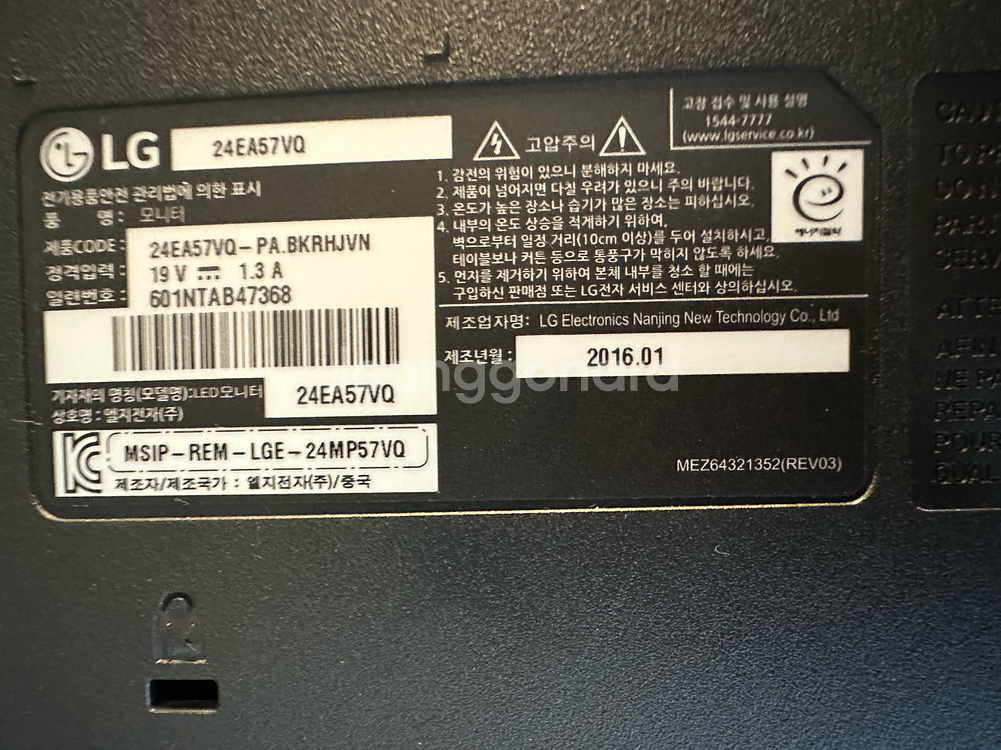 LG 24EA57VQ
전기용품안전 관리법에 의한 표시
품 명 : 모니터
제품CODE : 24EA57VQ-PA.BKRHJVN
정격입력 : 19 V 1.3 A
일련번호 : 601NTAB47368
기자재의 명칭(모델명):LED모니터 24EA57VQ
상호명 : 엘지전자(주)
MSIP-REM-LGE-24MP57VQ
제조자/제조국가 : 엘지전자(주)/중국
고장 접수 및 사용 설명
1544-7777
(www.lgservice.co.kr)
고압주의
1. 감전의 위험이 있으니 분해하지 마세요.
2. 제품이 넘어지면 다칠 우려가 있으니 주의 바랍니다.
3. 온도가 높은 장소나 습기가 많은 장소는 피하십시오.
4. 내부의 온도 상승을 적게하기 위하여,
벽으로부터 일정 거리(10cm 이상)를 두어 설치하시고,
테이블보나 커튼 등으로 통풍구가 막히지 않도록 하세요.
5. 먼지를 제거하기 위하여 본체 내부를 청소 할 때에는
구입하신 판매점 또는 LG전자 서비스 센터와 상의하십시오.
에너지절약
제조업자명: LG Electronics Nanjing New Technology Co., Ltd
제조년월 : 2016.01
MEZ64321352(REV03)
TO
ATTE
NE PA
POUR
QUAL